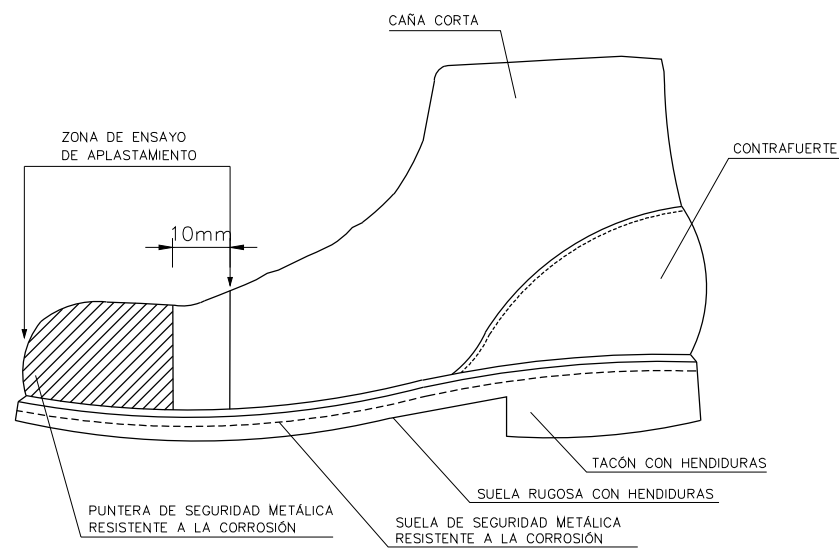 CAÑA CORTA
ZONA DE ENSAYO
DE APLASTAMIENTO
CONTRAFUERTE
10mm
TACÓN CON HENDIDURAS
SUELA RUGOSA CON HENDIDURAS
PUNTERA DE SEGURIDAD METÁLICA
RESISTENTE A LA CORROSIÓN
SUELA DE SEGURIDAD METÁLICA
RESISTENTE A LA CORROSIÓN